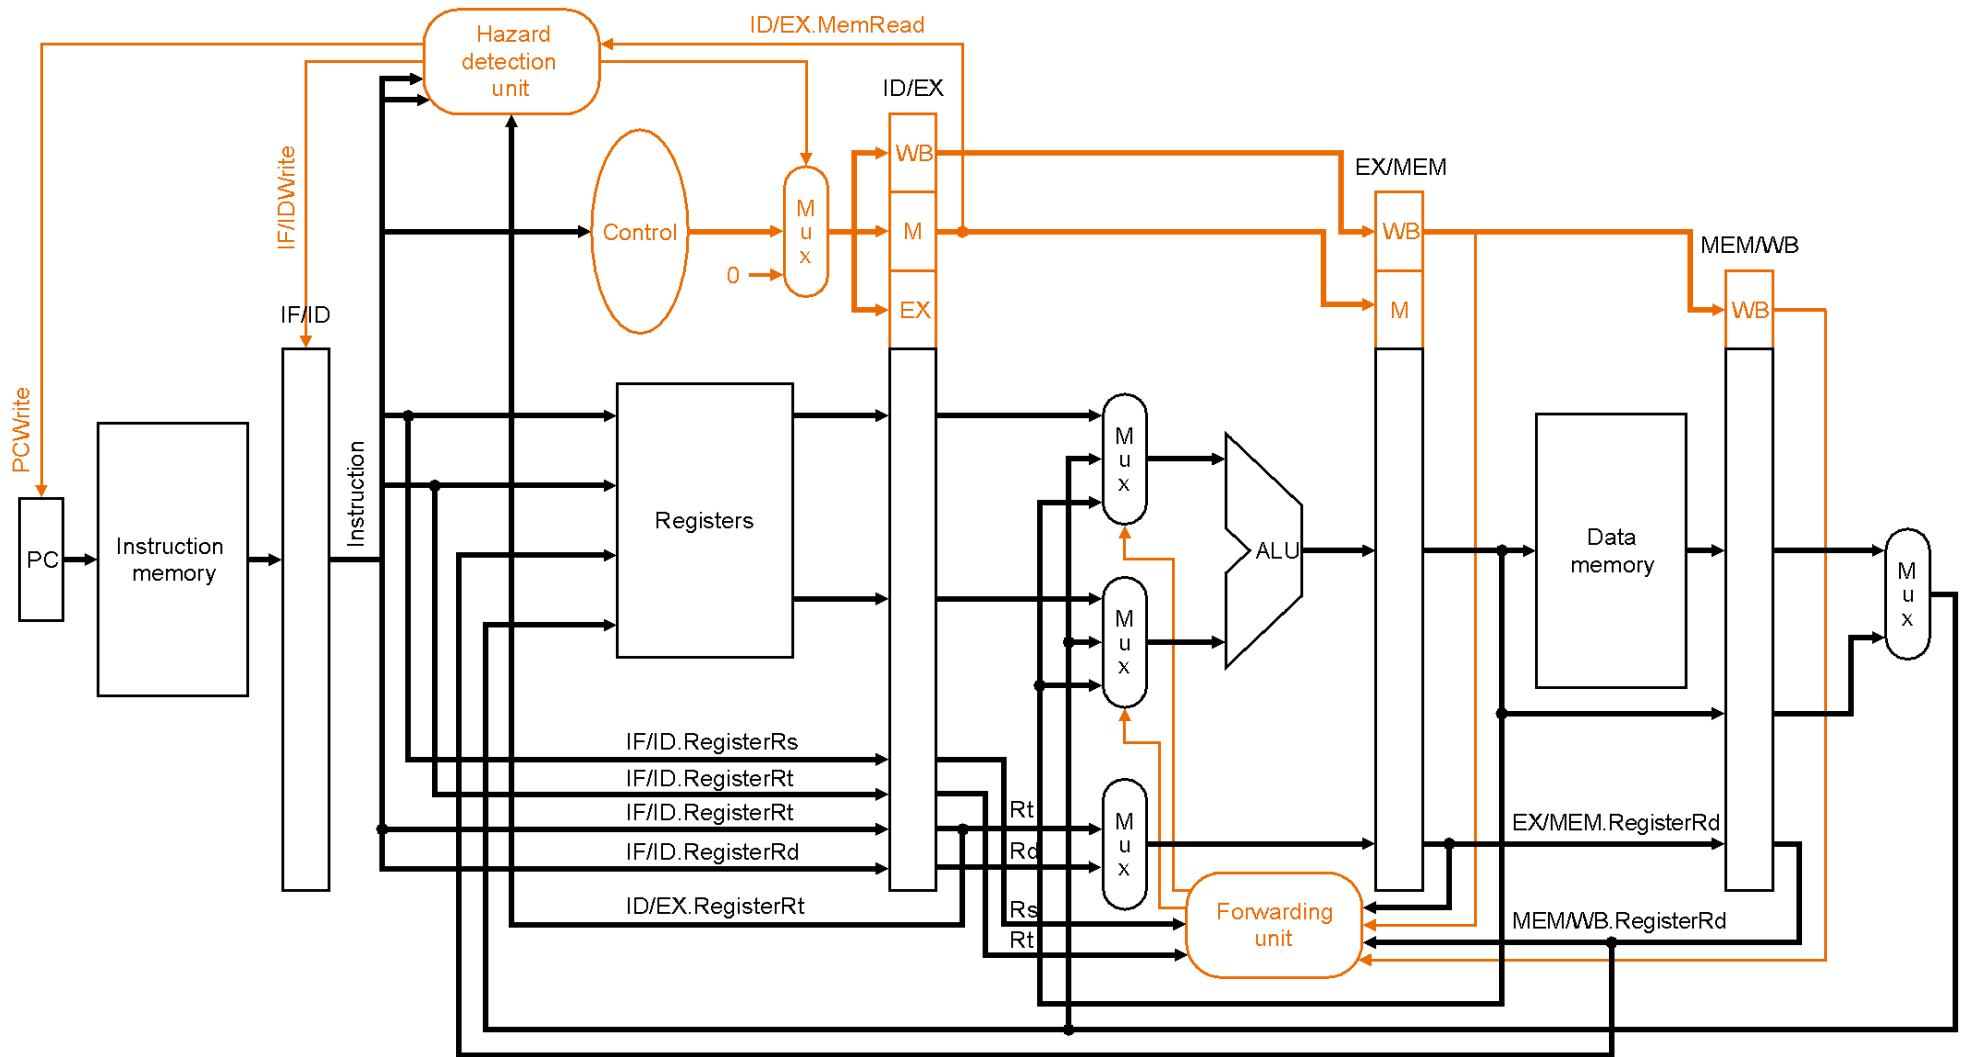 Hazard
detection
unit
ID/EX.MemRead
ID/EX
WB
M
EX
EX/MEM
WB
M
MEM/WB
WB
IF/IDWrite
PCWrite
Control
M
u
x
0
IF/ID
PC
Instruction
memory
Instruction
Registers
M
u
x
M
u
x
ALU
Data
memory
M
u
x
IF/ID.RegisterRs
IF/ID.RegisterRt
IF/ID.RegisterRt
IF/ID.RegisterRd
ID/EX.RegisterRt
Rt
Rd
M
u
x
Rs
Rt
Forwarding
unit
EX/MEM.RegisterRd
MEM/WB.RegisterRd